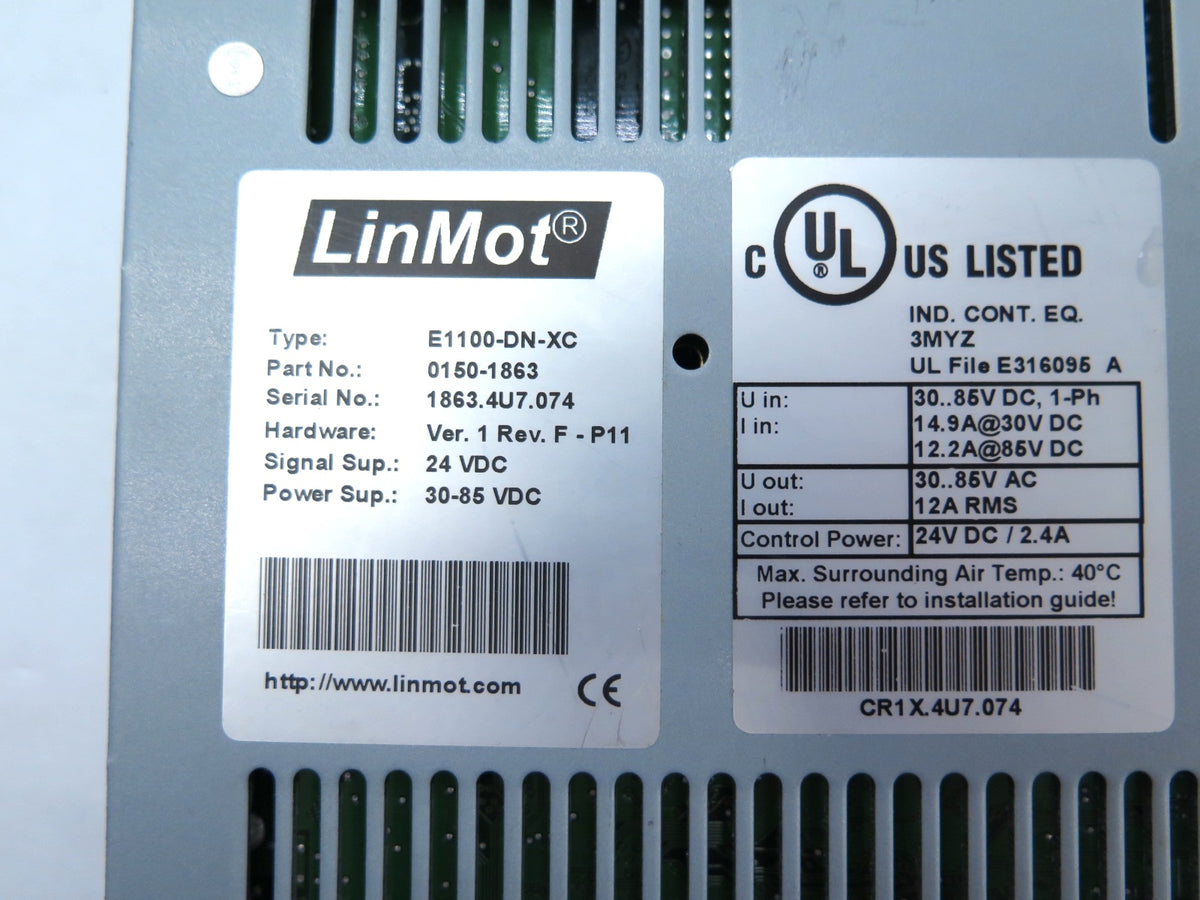 LinMot®
Type: E1100-DN-XC
Part No.: 0150-1863
Serial No.: 1863.4U7.074
Hardware: Ver. 1 Rev. F - P11
Signal Sup.: 24 VDC
Power Sup.: 30-85 VDC
http://www.linmot.com CE
C UL® US LISTED
IND. CONT. EQ.
3MYZ
UL File E316095 A
U in: 30..85V DC, 1-Ph
I in: 14.9A@30V DC
12.2A@85V DC
U out: 30..85V AC
I out: 12A RMS
Control Power: 24V DC / 2.4A
Max. Surrounding Air Temp.: 40°C
Please refer to installation guide!
CR1X.4U7.074